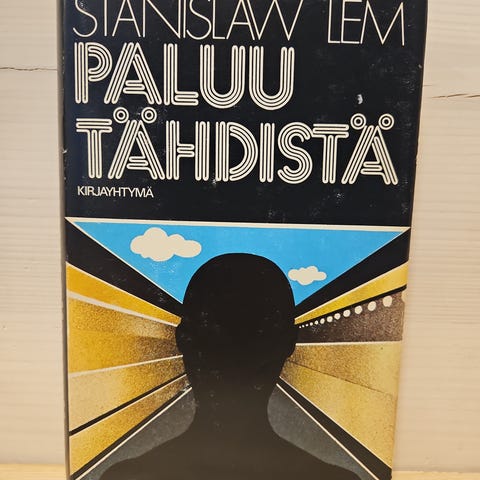 STANISLAW LEM
PALUU
TÄHDISTÄ
KIRJAYHTYMÄ